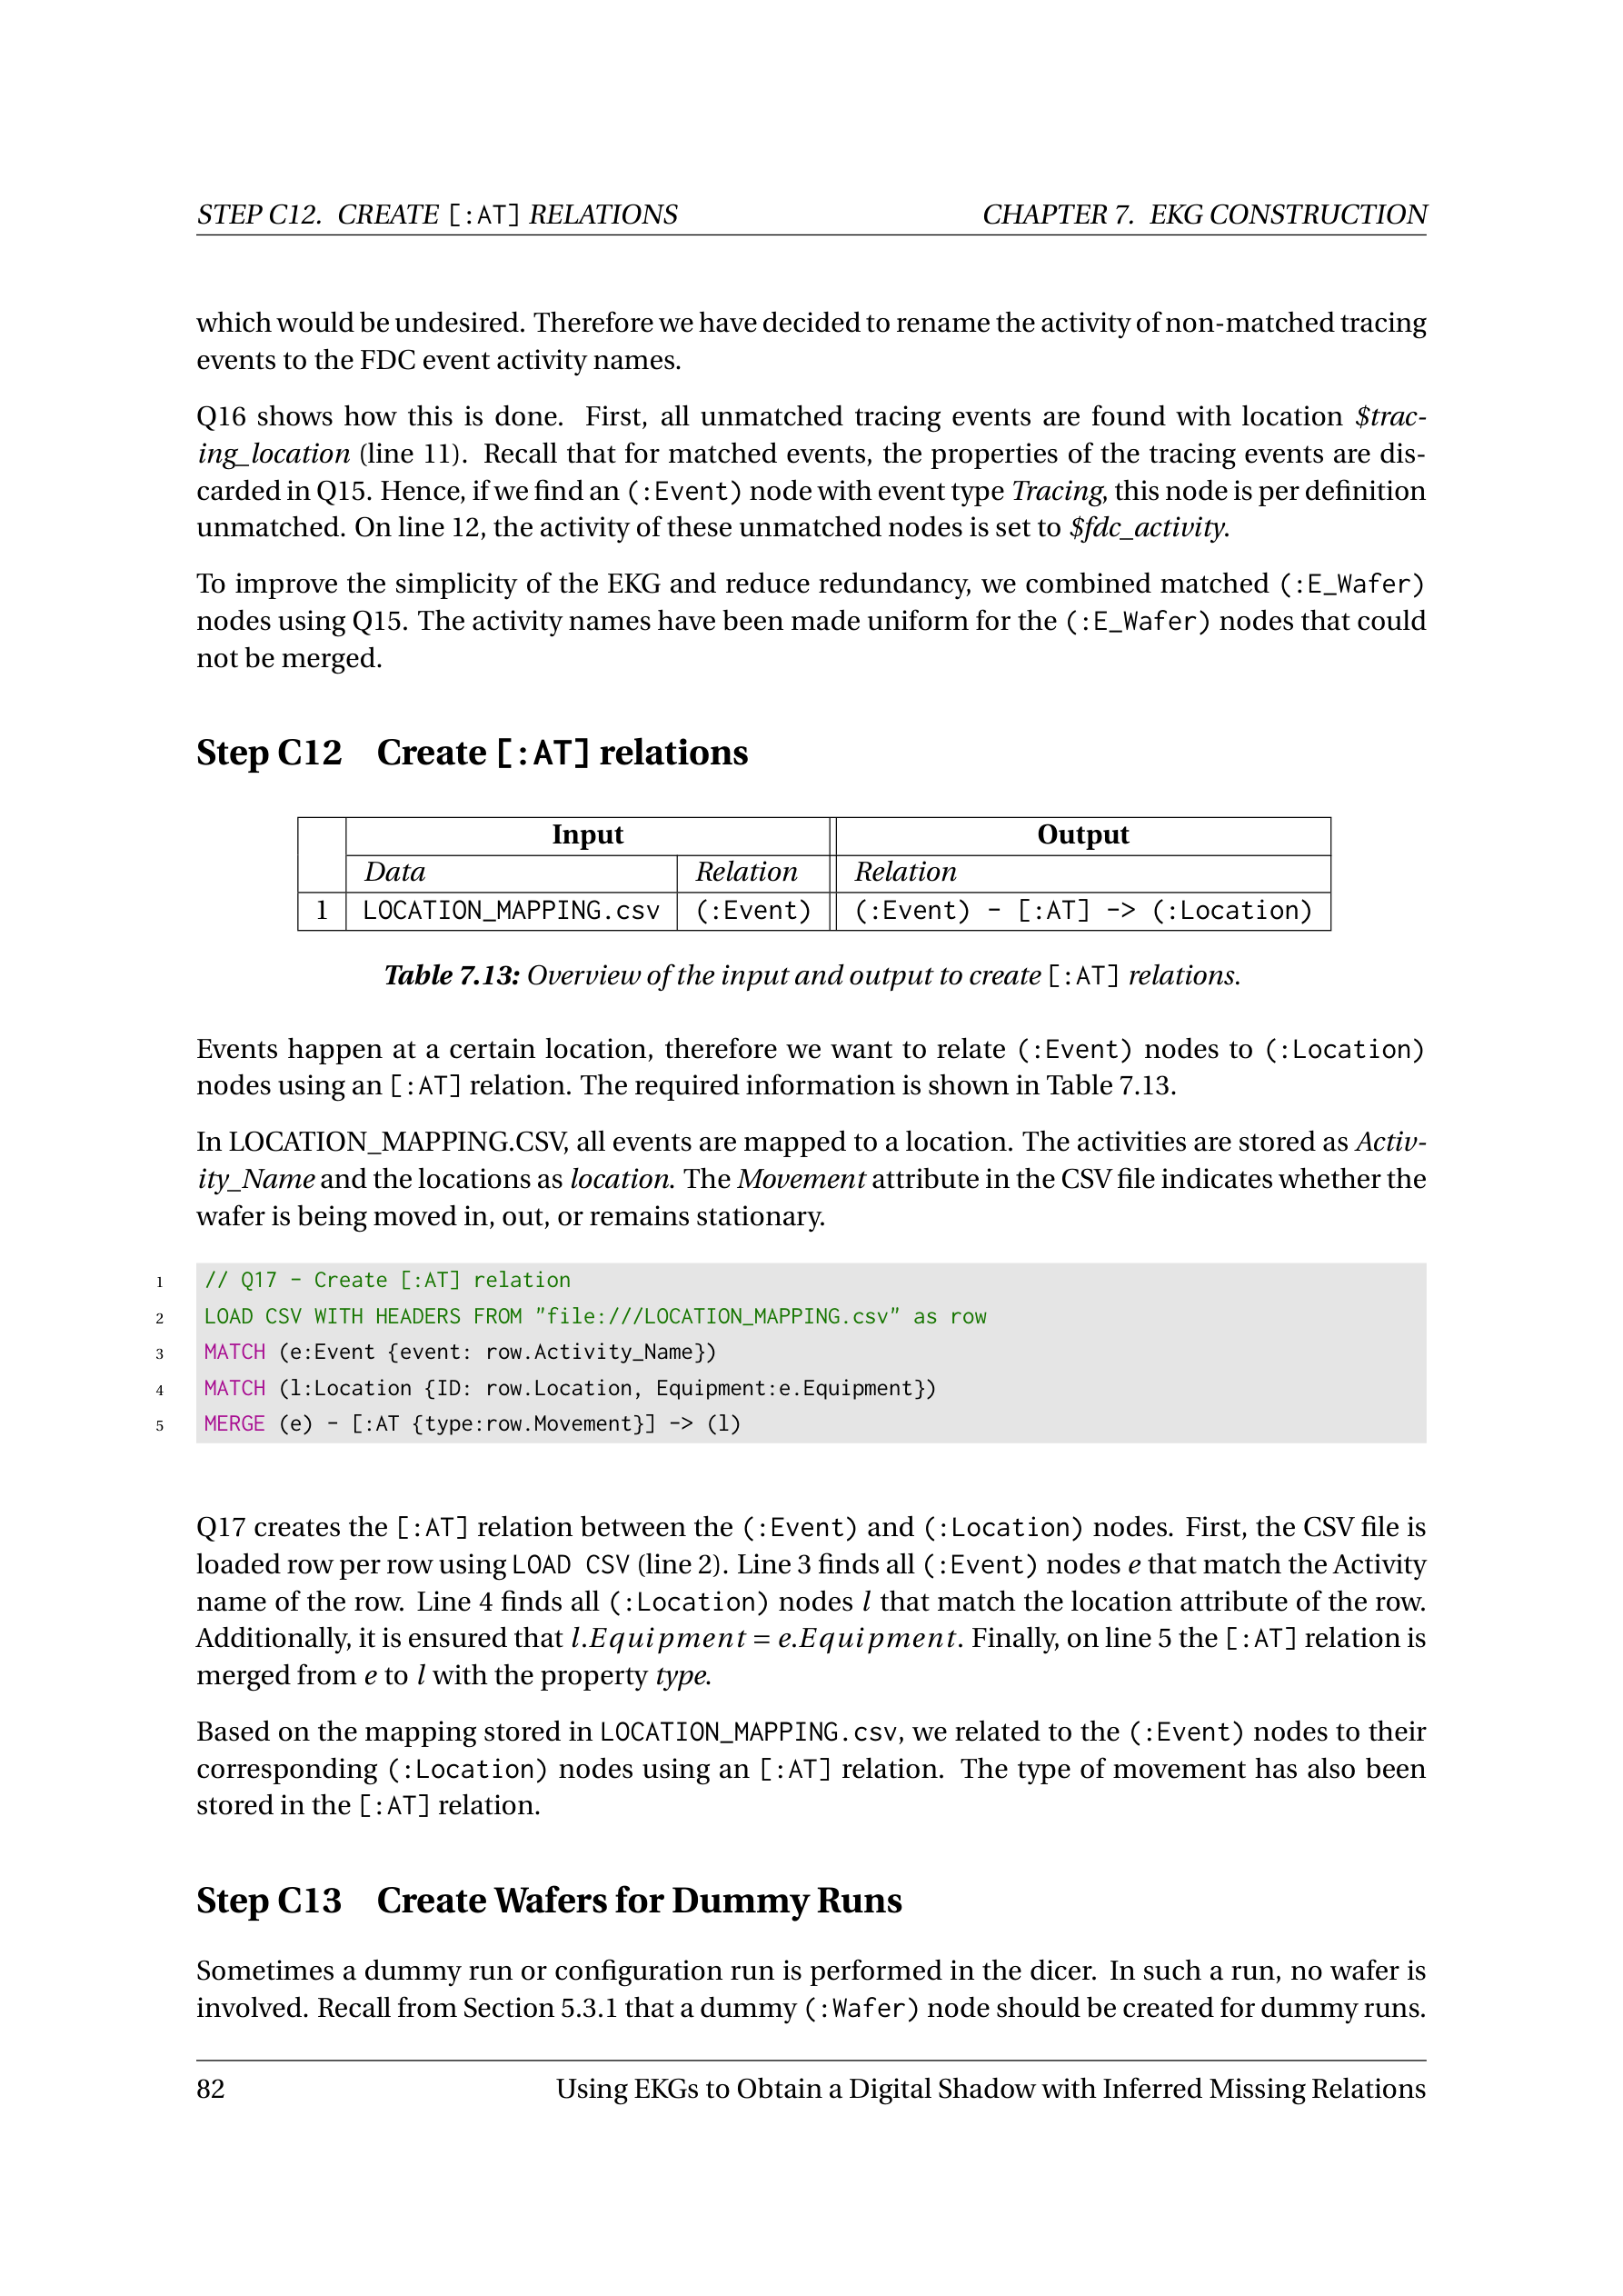 STEP C12. CREATE [:AT] RELATIONS CHAPTER 7. EKG CONSTRUCTION
which would be undesired. Therefore we have decided to rename the activity of non-matched tracing
events to the FDC event activity names.
Q16 shows how this is done. First, all unmatched tracing events are found with location $trac-
ing_location (line 11). Recall that for matched events, the properties of the tracing events are dis-
carded in Q15. Hence, if we find an (:Event) node with event type Tracing, this node is per definition
unmatched. On line 12, the activity of these unmatched nodes is set to $fdc_activity.
To improve the simplicity of the EKG and reduce redundancy, we combined matched (:E_Wafer)
nodes using Q15. The activity names have been made uniform for the (:E_Wafer) nodes that could
not be merged.
Step C12 Create [:AT] relations
Input Output
Data Relation Relation
1 LOCATION_MAPPING.csv (:Event) (:Event) - [:AT] -> (:Location)
Table 7.13: Overview of the input and output to create [:AT] relations.
Events happen at a certain location, therefore we want to relate (:Event) nodes to (:Location)
nodes using an [:AT] relation. The required information is shown in Table 7.13.
In LOCATION_MAPPING.CSV, all events are mapped to a location. The activities are stored as Activ-
ity_Name and the locations as location. The Movement attribute in the CSV file indicates whether the
wafer is being moved in, out, or remains stationary.
1 // Q17 - Create [:AT] relation
2 LOAD CSV WITH HEADERS FROM "file:///LOCATION_MAPPING.csv" as row
3 MATCH (e:Event {event: row.Activity_Name})
4 MATCH (l:Location {ID: row.Location, Equipment:e.Equipment})
5 MERGE (e) - [:AT {type:row.Movement}] -> (l)
Q17 creates the [:AT] relation between the (:Event) and (:Location) nodes. First, the CSV file is
loaded row per row using LOAD CSV (line 2). Line 3 finds all (:Event) nodes e that match the Activity
name of the row. Line 4 finds all (:Location) nodes l that match the location attribute of the row.
Additionally, it is ensured that l.Equipment = e.Equipment. Finally, on line 5 the [:AT] relation is
merged from e to l with the property type.
Based on the mapping stored in LOCATION_MAPPING.csv, we related to the (:Event) nodes to their
corresponding (:Location) nodes using an [:AT] relation. The type of movement has also been
stored in the [:AT] relation.
Step C13 Create Wafers for Dummy Runs
Sometimes a dummy run or configuration run is performed in the dicer. In such a run, no wafer is
involved. Recall from Section 5.3.1 that a dummy (:Wafer) node should be created for dummy runs.
82 Using EKGs to Obtain a Digital Shadow with Inferred Missing Relations